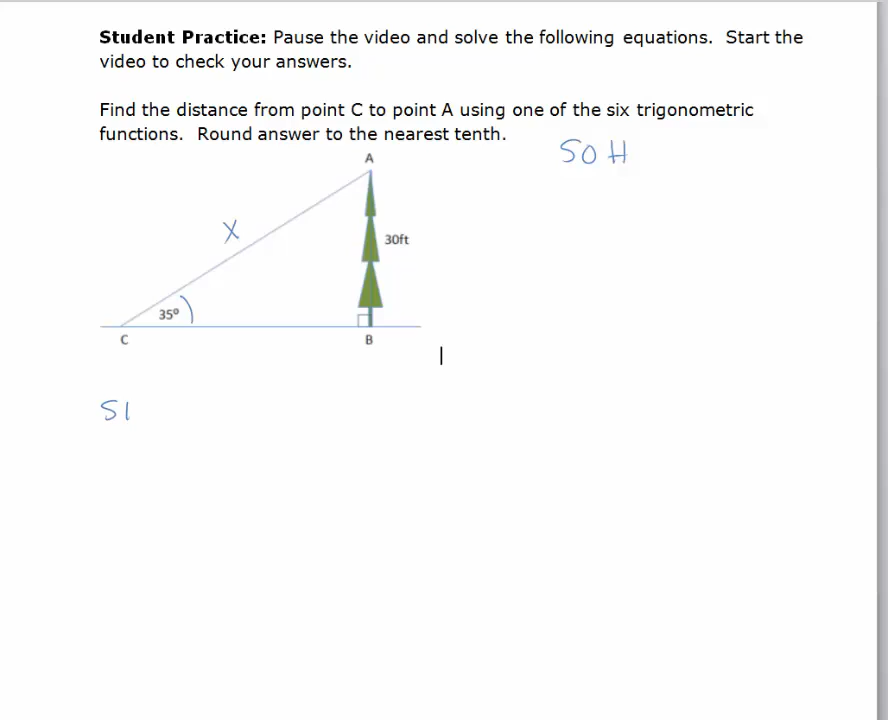 Student Practice: Pause the video and solve the following equations. Start the
video to check your answers.
Find the distance from point C to point A using one of the six trigonometric
functions. Round answer to the nearest tenth.
SOH
A
X
30ft
35°
C
B
SI